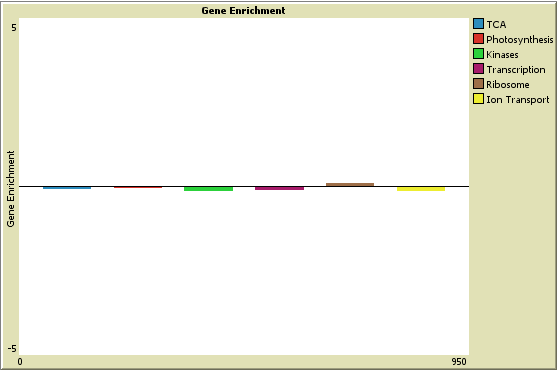 Gene Enrichment
5
Gene Enrichment
-5
0
950
TCA
Photosynthesis
Kinases
Transcription
Ribosome
Ion Transport